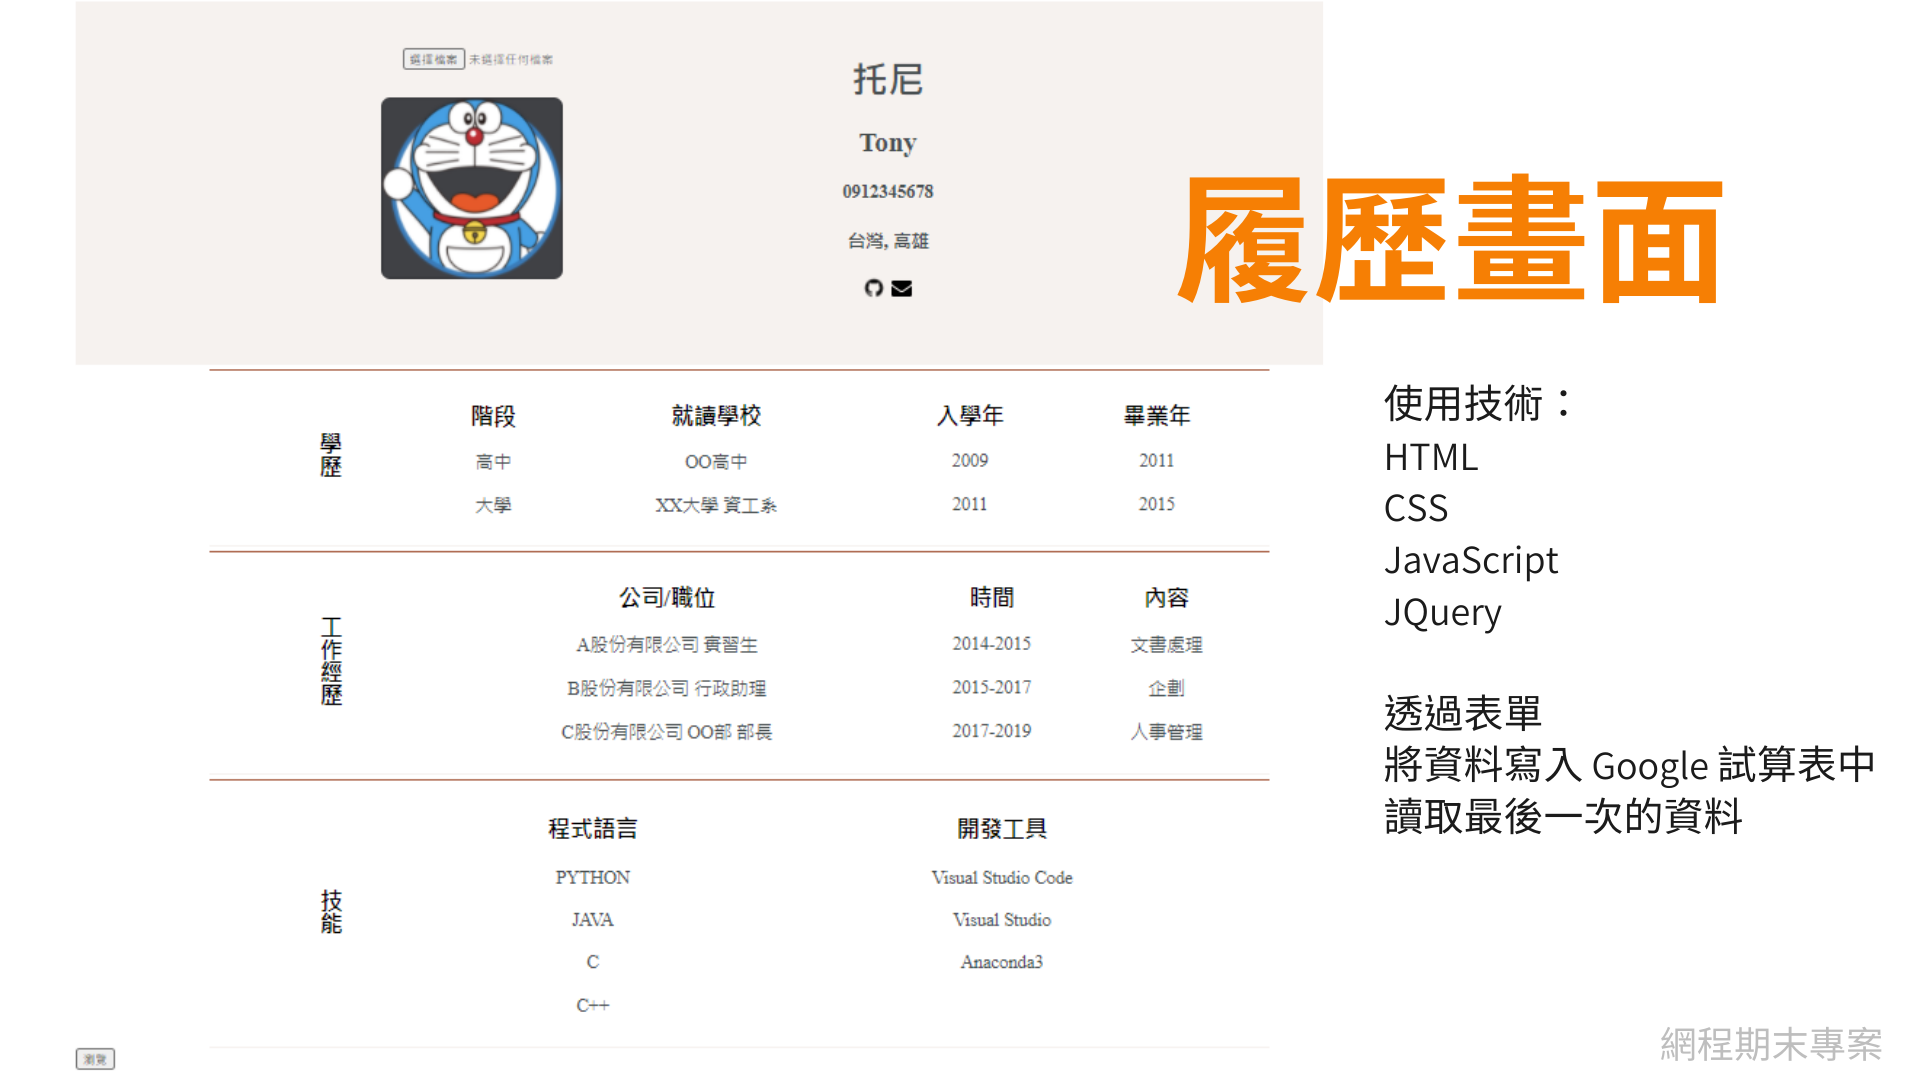 選擇檔案 未選擇任何檔案
托尼
Tony
0912345678
台灣, 高雄
履歷畫面
學歷
階段 就讀學校 入學年 畢業年
高中 OO高中 2009 2011
大學 XX大學 資工系 2011 2015
工作經歷
公司/職位 時間 內容
A股份有限公司 實習生 2014-2015 文書處理
B股份有限公司 行政助理 2015-2017 企劃
C股份有限公司 OO部 部長 2017-2019 人事管理
技能
程式語言 開發工具
PYTHON Visual Studio Code
JAVA Visual Studio
C Anaconda3
C++
瀏覽
使用技術：
HTML
CSS
JavaScript
JQuery
透過表單
將資料寫入 Google 試算表中
讀取最後一次的資料
網程期末專案